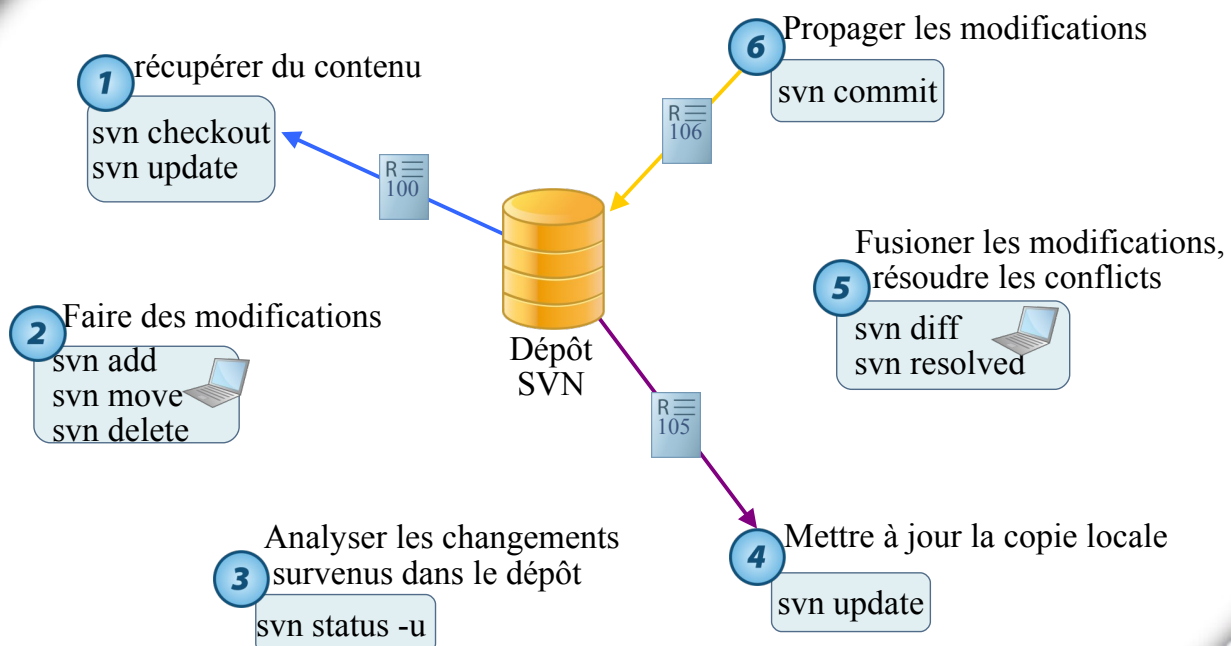 1
récupérer du contenu
svn checkout
svn update
R
100
2
Faire des modifications
svn add
svn move
svn delete
3
Analyser les changements
survenus dans le dépôt
svn status -u
Dépôt
SVN
R
105
4
Mettre à jour la copie locale
svn update
5
Fusioner les modifications,
résoudre les conflicts
svn diff
svn resolved
6
Propager les modifications
svn commit
R
106